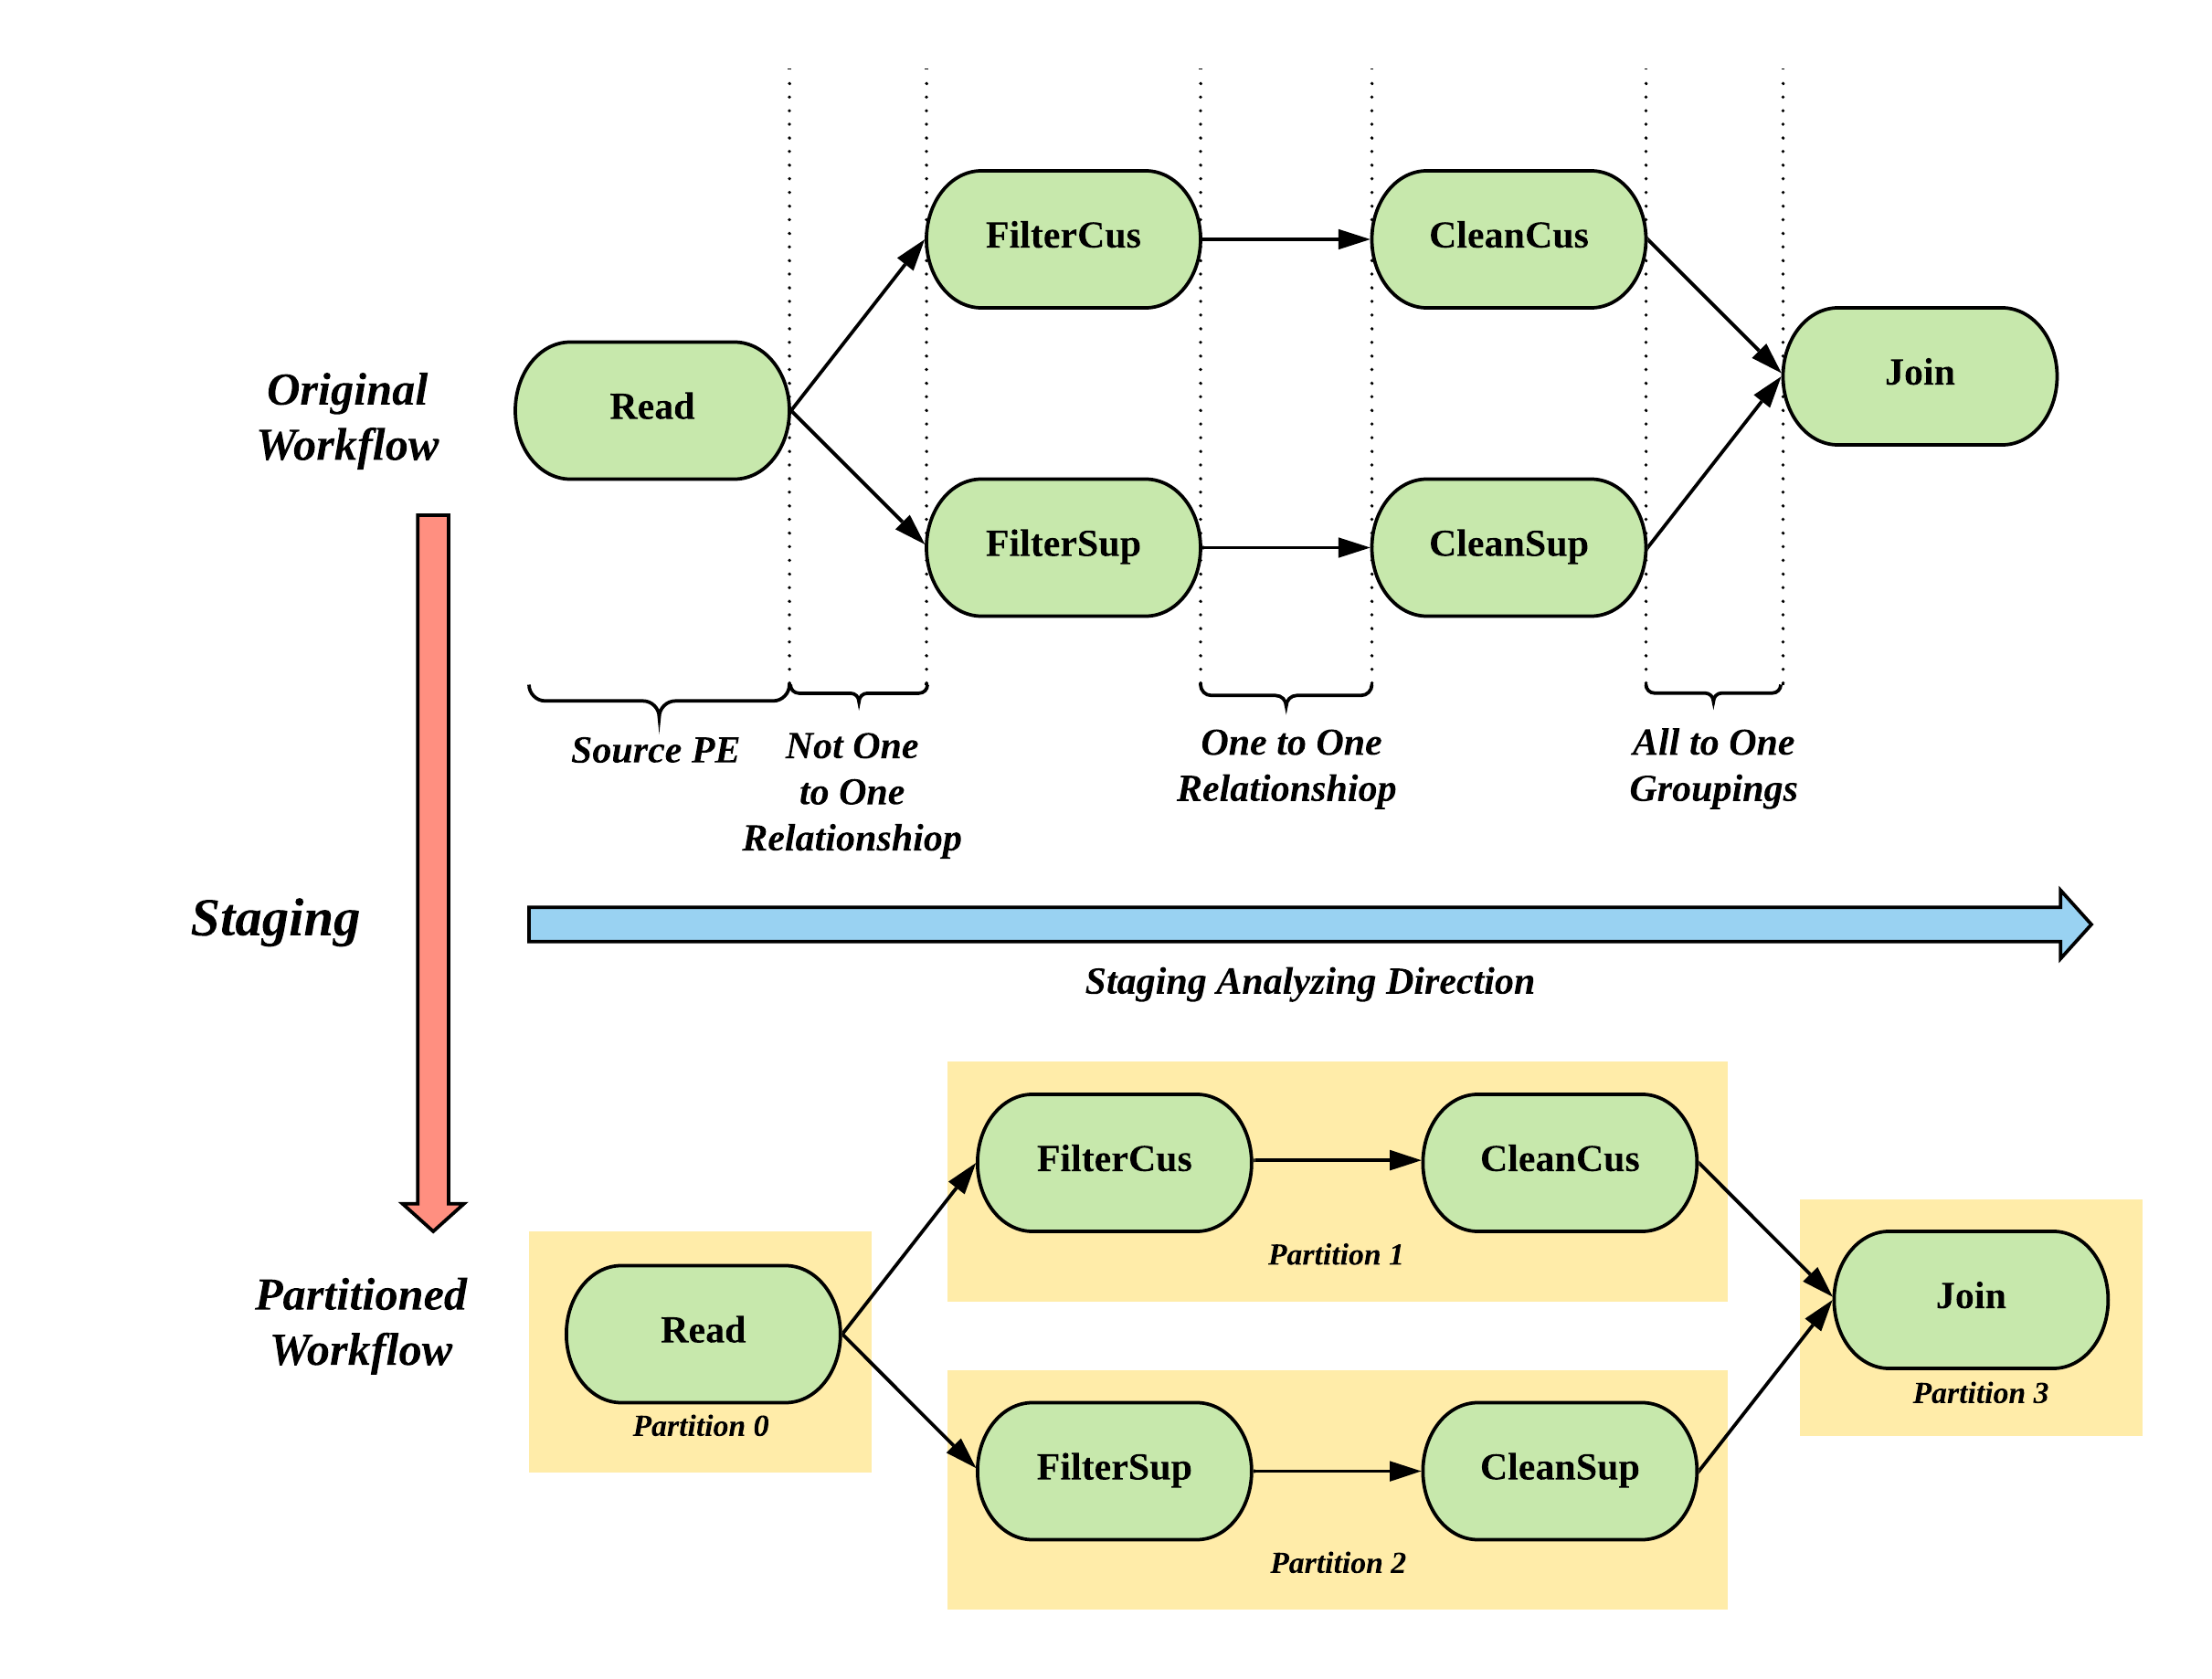 FilterCus
CleanCus
Original
Workflow
Read
Join
FilterSup
CleanSup
Source PE
Not One
to One
Relationshiop
One to One
Relationshiop
All to One
Groupings
Staging
Staging Analyzing Direction
Partitioned
Workflow
FilterCus
CleanCus
Partition 1
Read
Partition 0
Join
Partition 3
FilterSup
CleanSup
Partition 2